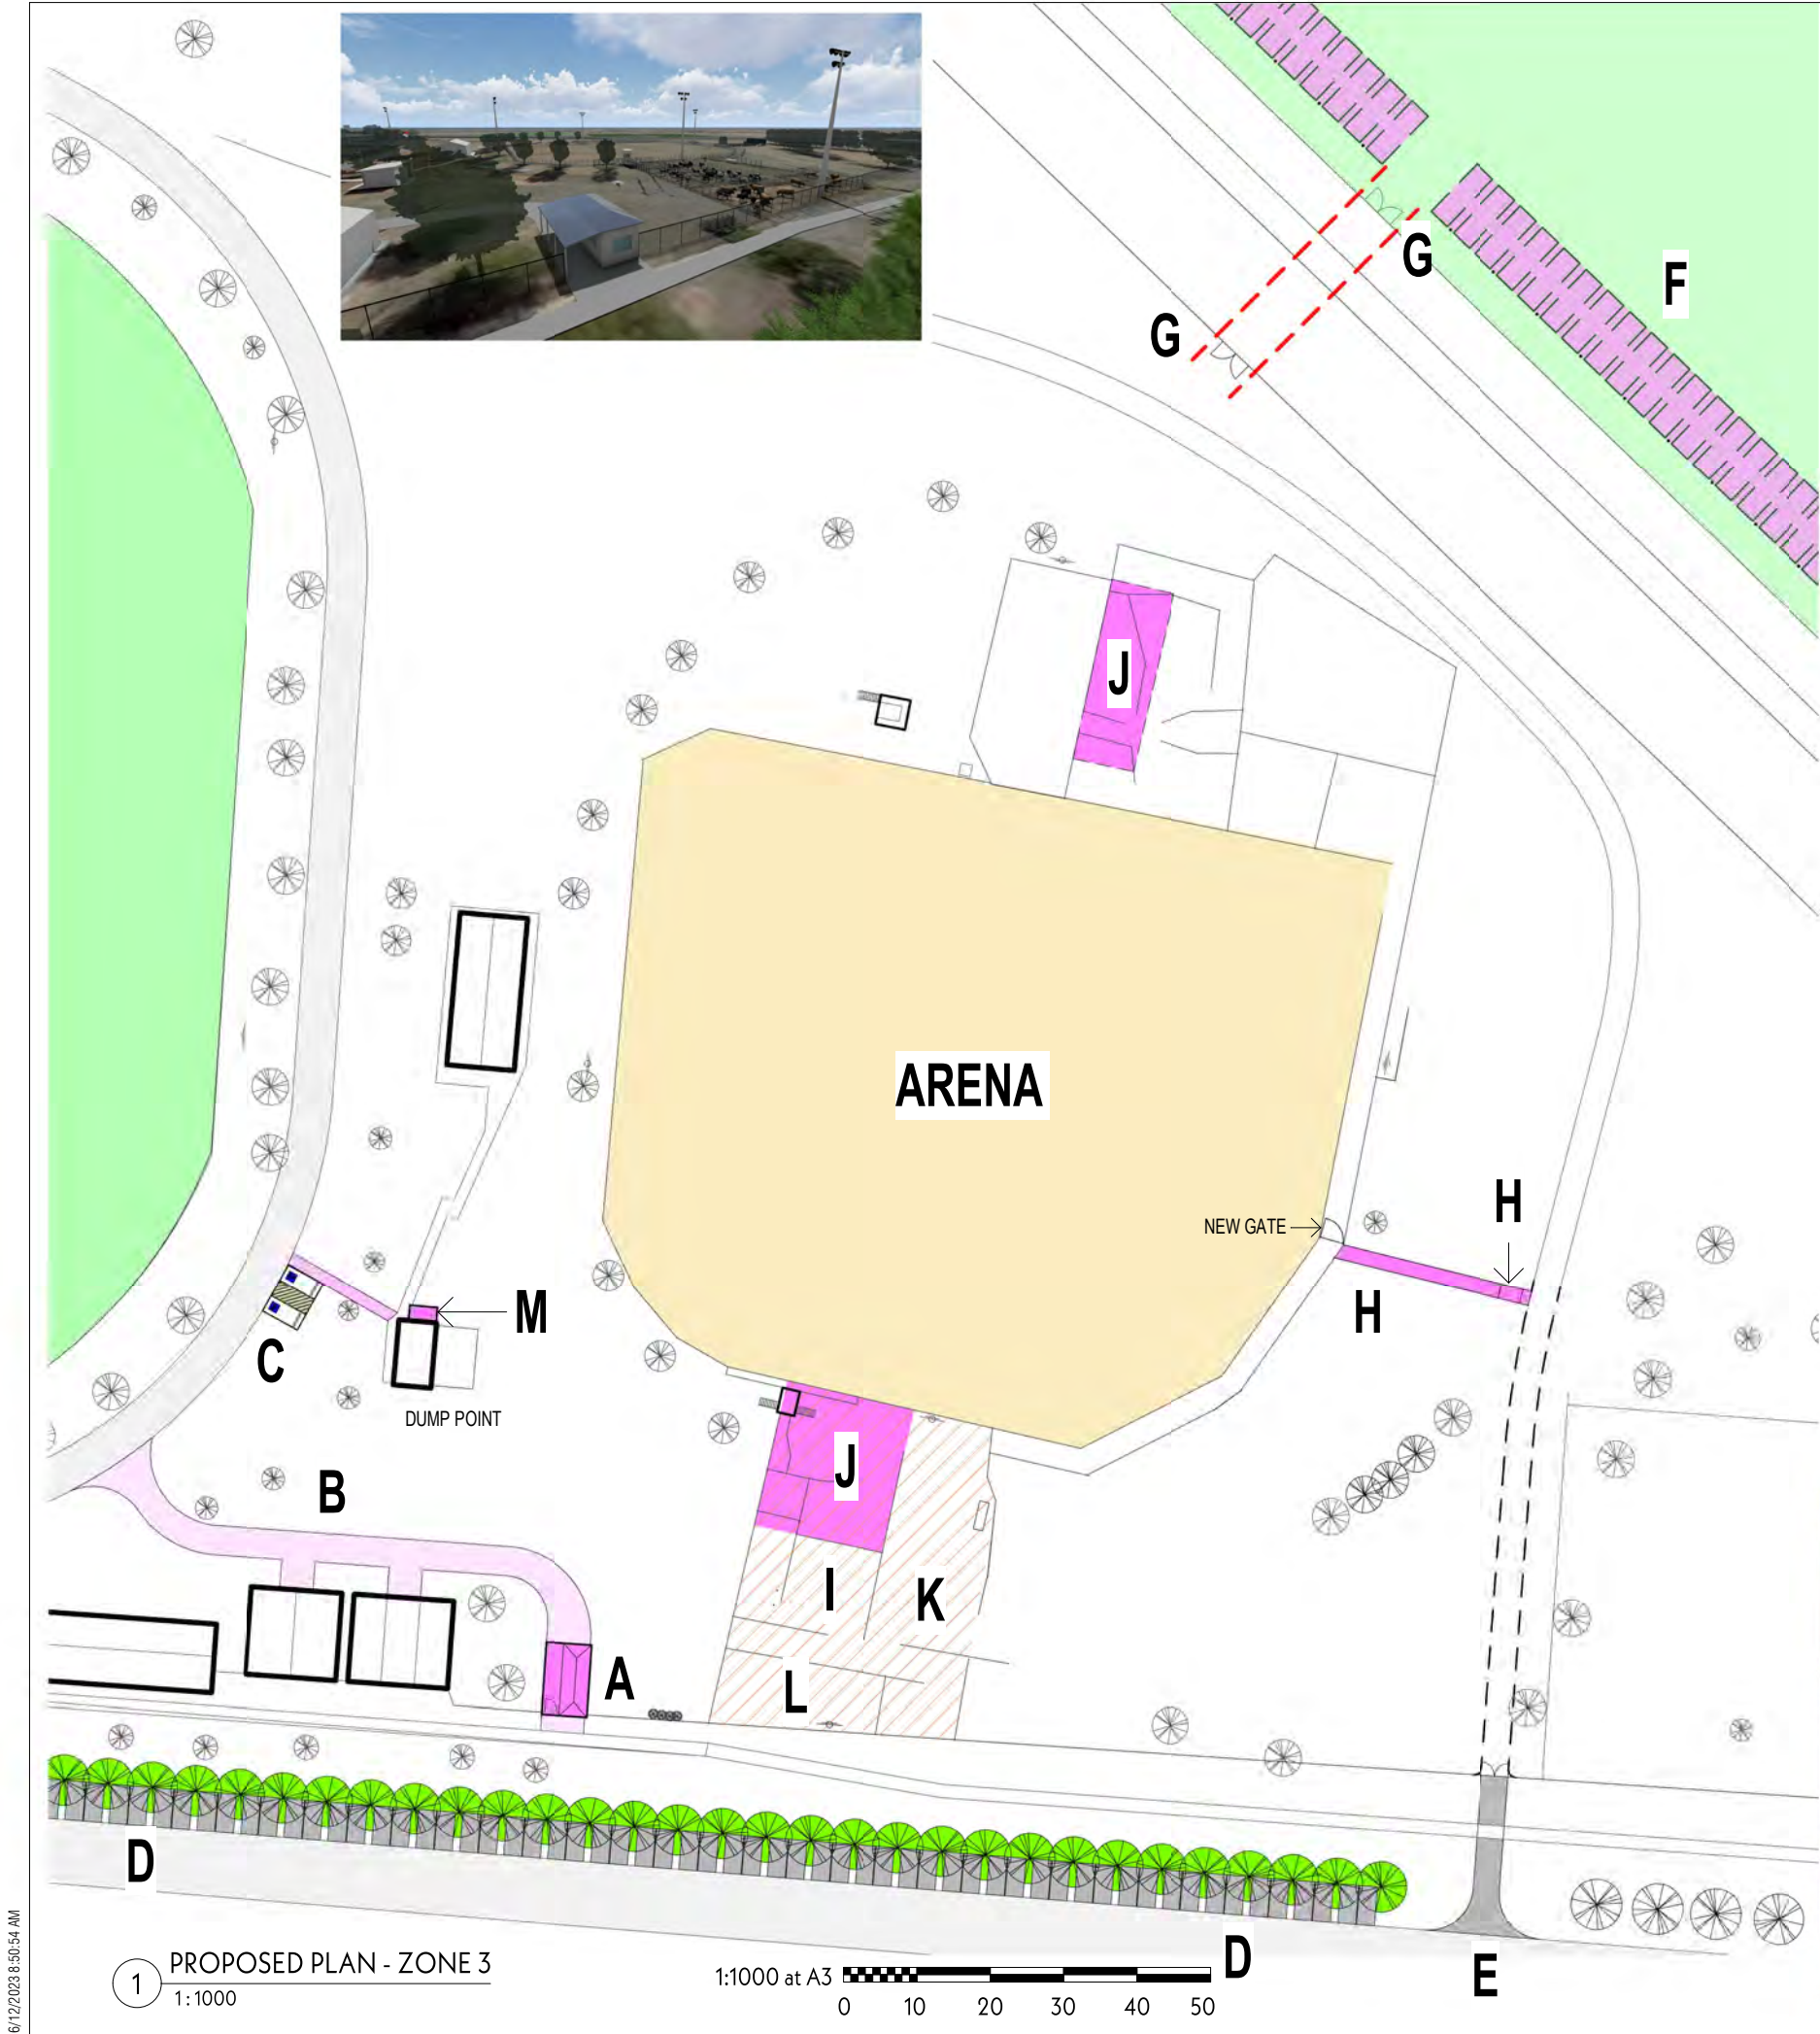 G
F
G
J
ARENA
H
NEW GATE
H
M
C
DUMP POINT
J
B
I
K
A
L
D
D
E
1
PROPOSED PLAN - ZONE 3
1:1000
1:1000 at A3
0 10 20 30 40 50
6/12/2023 8:50:54 AM